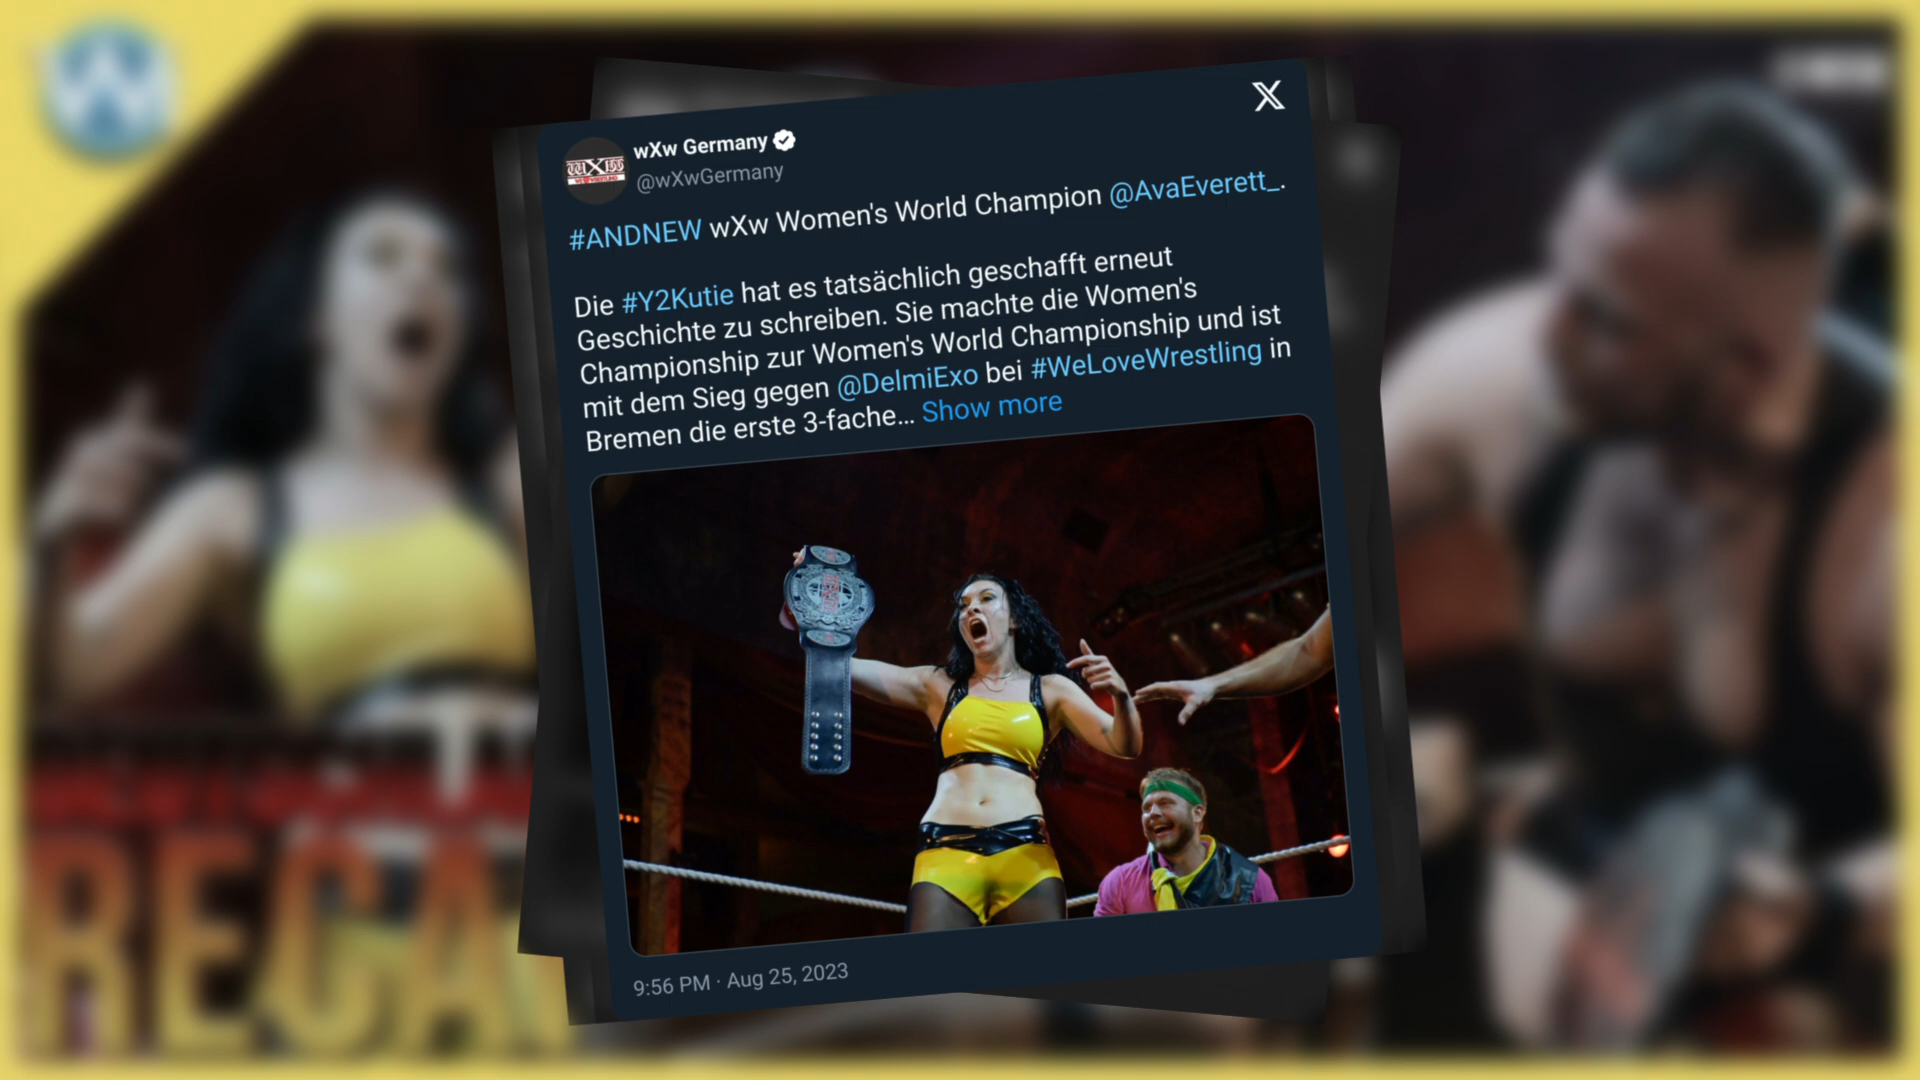 wXw Germany
@wXwGermany
#ANDNEW wXw Women's World Champion @AvaEverett_.
Die #Y2Kutie hat es tatsächlich geschafft erneut
Geschichte zu schreiben. Sie machte die Women's
Championship zur Women's World Championship und ist
mit dem Sieg gegen @DelmiExo bei #WeLoveWrestling in
Bremen die erste 3-fache... Show more
9:56 PM · Aug 25, 2023
RECA